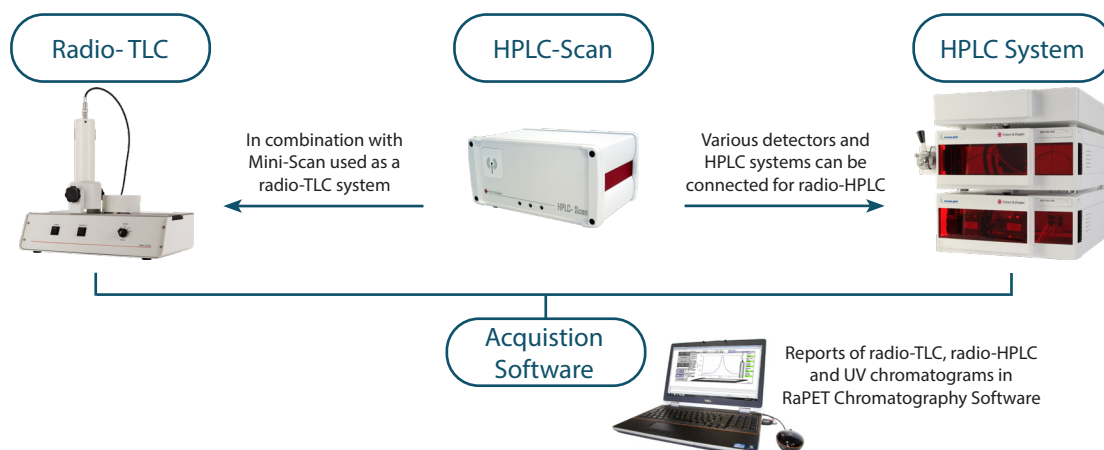 Radio- TLC
HPLC-Scan
HPLC System
In combination with
Mini-Scan used as a
radio-TLC system
Various detectors and
HPLC systems can be
connected for radio-HPLC
HPLC- Scan
Acquistion
Software
Reports of radio-TLC, radio-HPLC
and UV chromatograms in
RaPET Chromatography Software